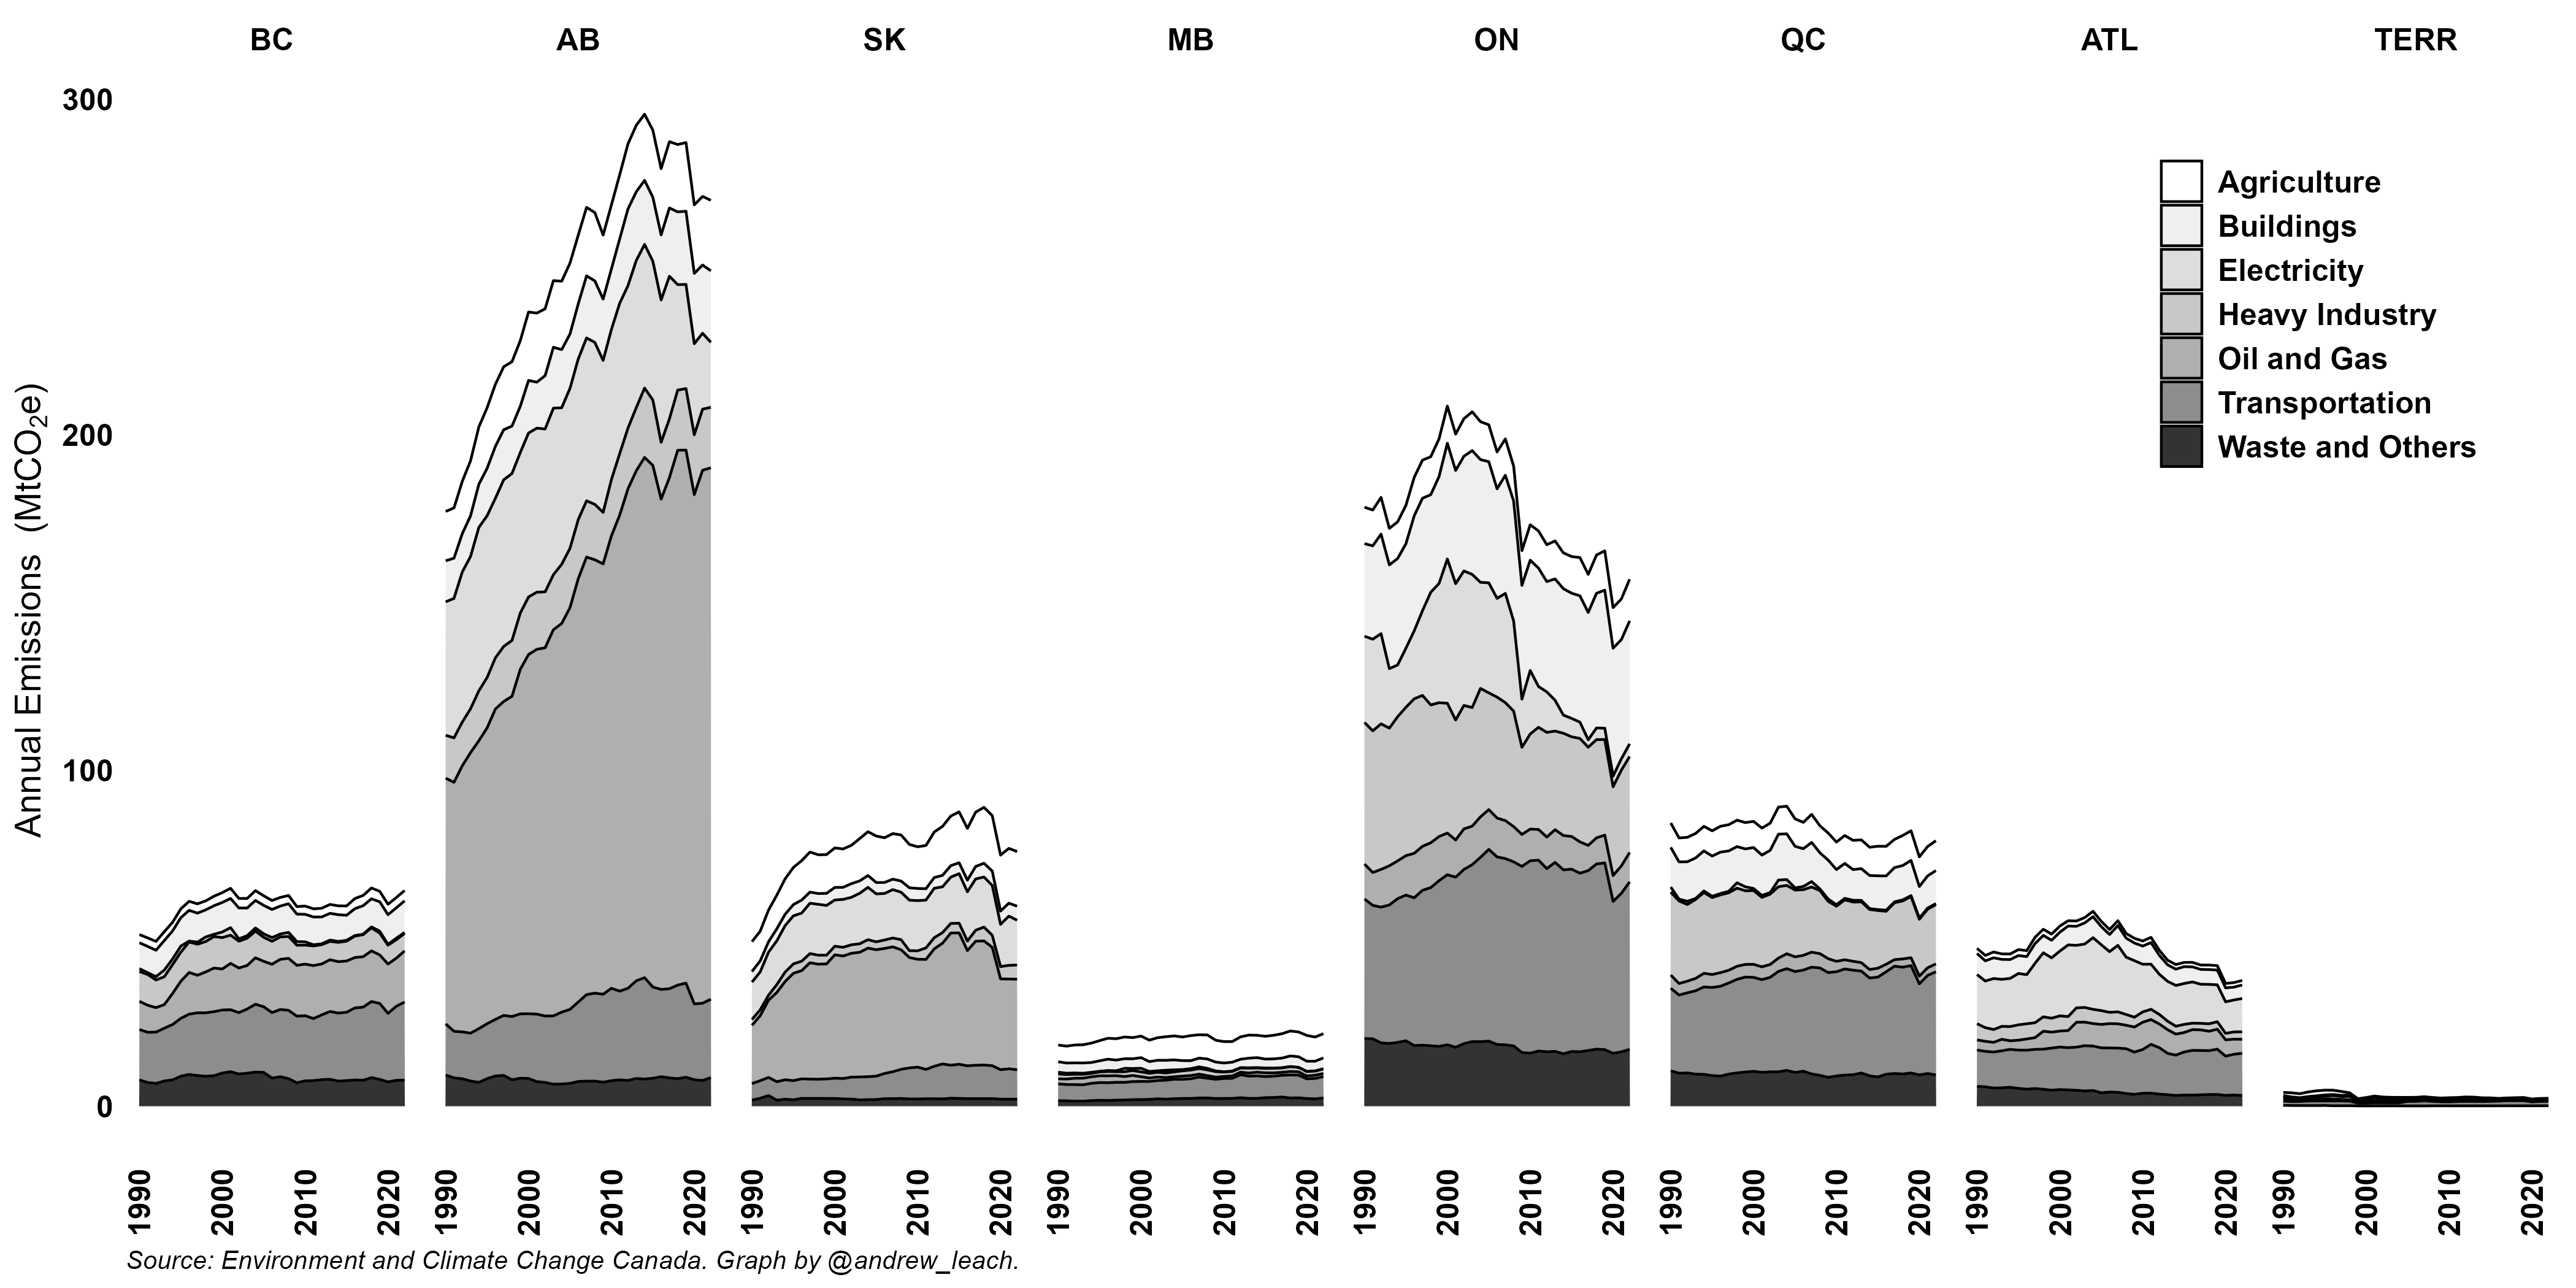 BC AB SK MB ON QC ATL TERR
300
200
100
0
Annual Emissions (MtCO₂e)
Agriculture
Buildings
Electricity
Heavy Industry
Oil and Gas
Transportation
Waste and Others
1990 2000 2010 2020 1990 2000 2010 2020 1990 2000 2010 2020 1990 2000 2010 2020 1990 2000 2010 2020 1990 2000 2010 2020 1990 2000 2010 2020 1990 2000 2010 2020
Source: Environment and Climate Change Canada. Graph by @andrew_leach.